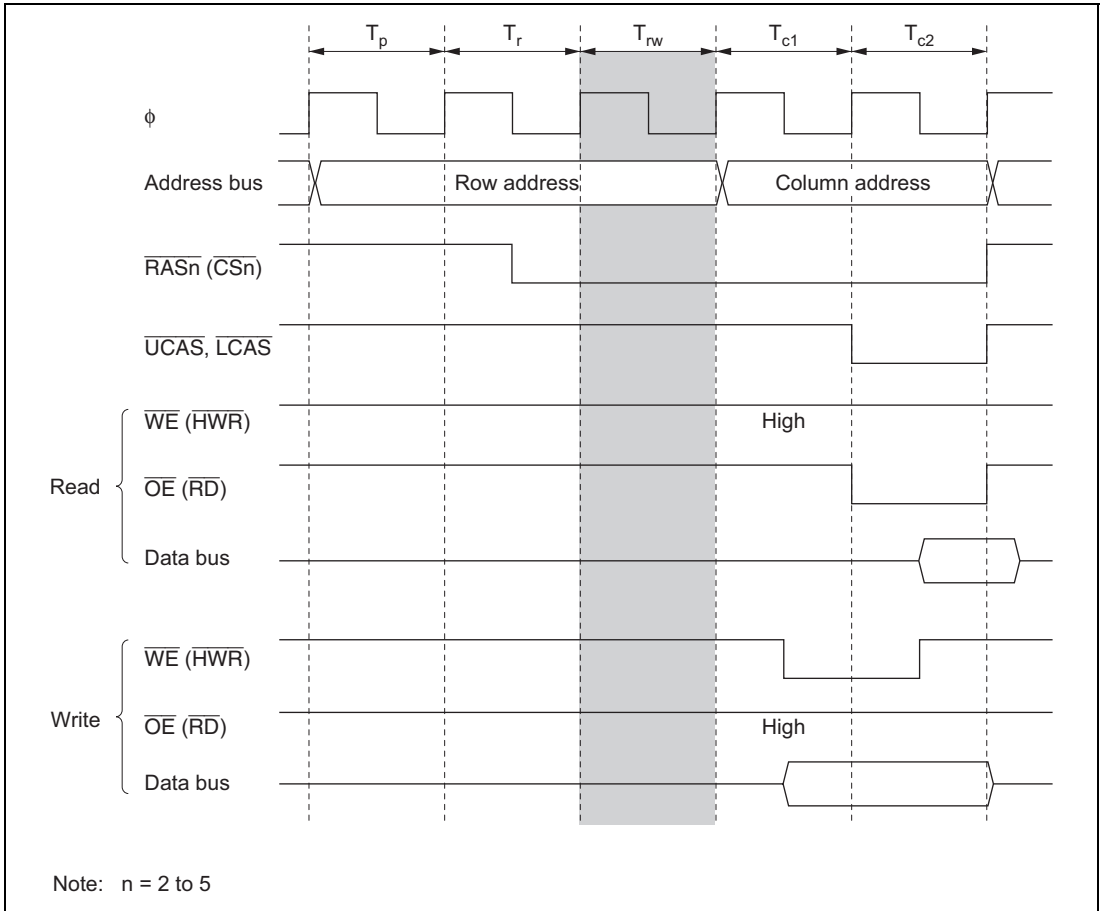 Tp Tr Trw Tc1 Tc2
ϕ
Address bus Row address Column address
RASn (CSn)
UCAS, LCAS
WE (HWR) High
Read OE (RD)
Data bus
WE (HWR)
Write OE (RD) High
Data bus
Note: n = 2 to 5